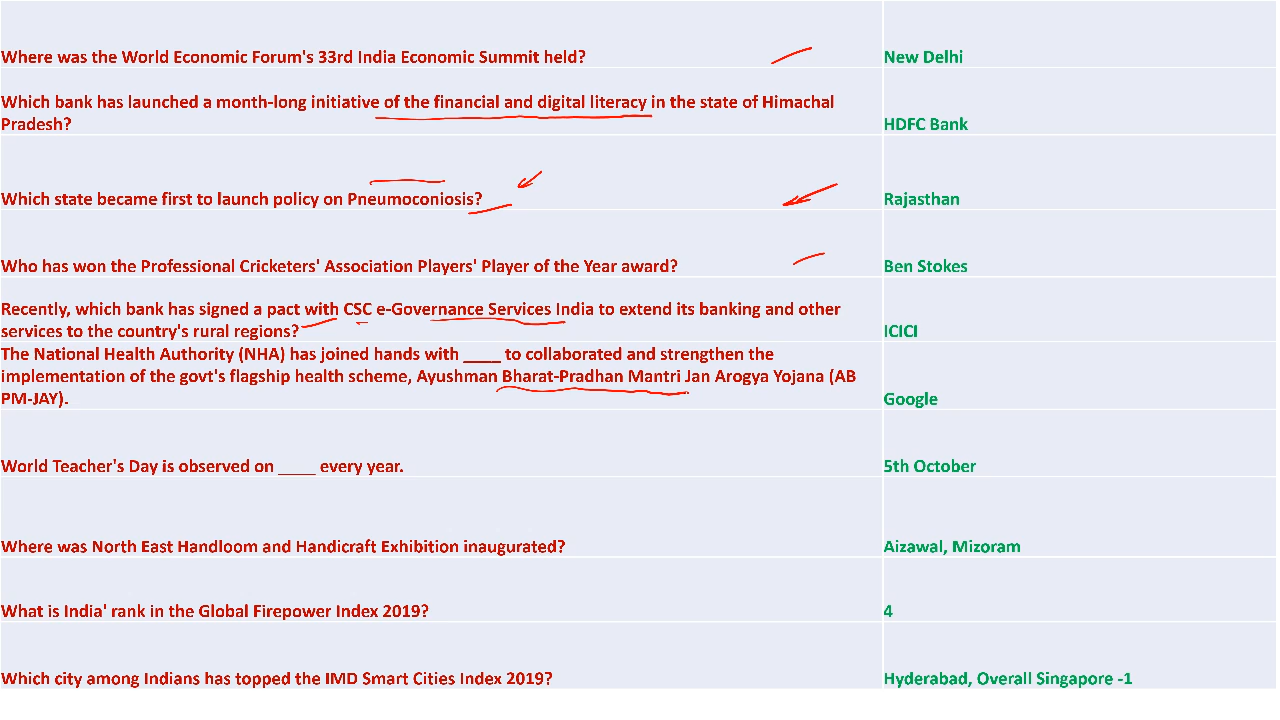 Where was the World Economic Forum's 33rd India Economic Summit held?
New Delhi
Which bank has launched a month-long initiative of the financial and digital literacy in the state of Himachal
Pradesh?
HDFC Bank
Which state became first to launch policy on Pneumoconiosis?
Rajasthan
Who has won the Professional Cricketers' Association Players' Player of the Year award?
Ben Stokes
Recently, which bank has signed a pact with CSC e-Governance Services India to extend its banking and other
services to the country's rural regions?
ICICI
The National Health Authority (NHA) has joined hands with ____ to collaborated and strengthen the
implementation of the govt's flagship health scheme, Ayushman Bharat-Pradhan Mantri Jan Arogya Yojana (AB
PM-JAY).
Google
World Teacher's Day is observed on ____ every year.
5th October
Where was North East Handloom and Handicraft Exhibition inaugurated?
Aizawal, Mizoram
What is India' rank in the Global Firepower Index 2019?
4
Which city among Indians has topped the IMD Smart Cities Index 2019?
Hyderabad, Overall Singapore -1